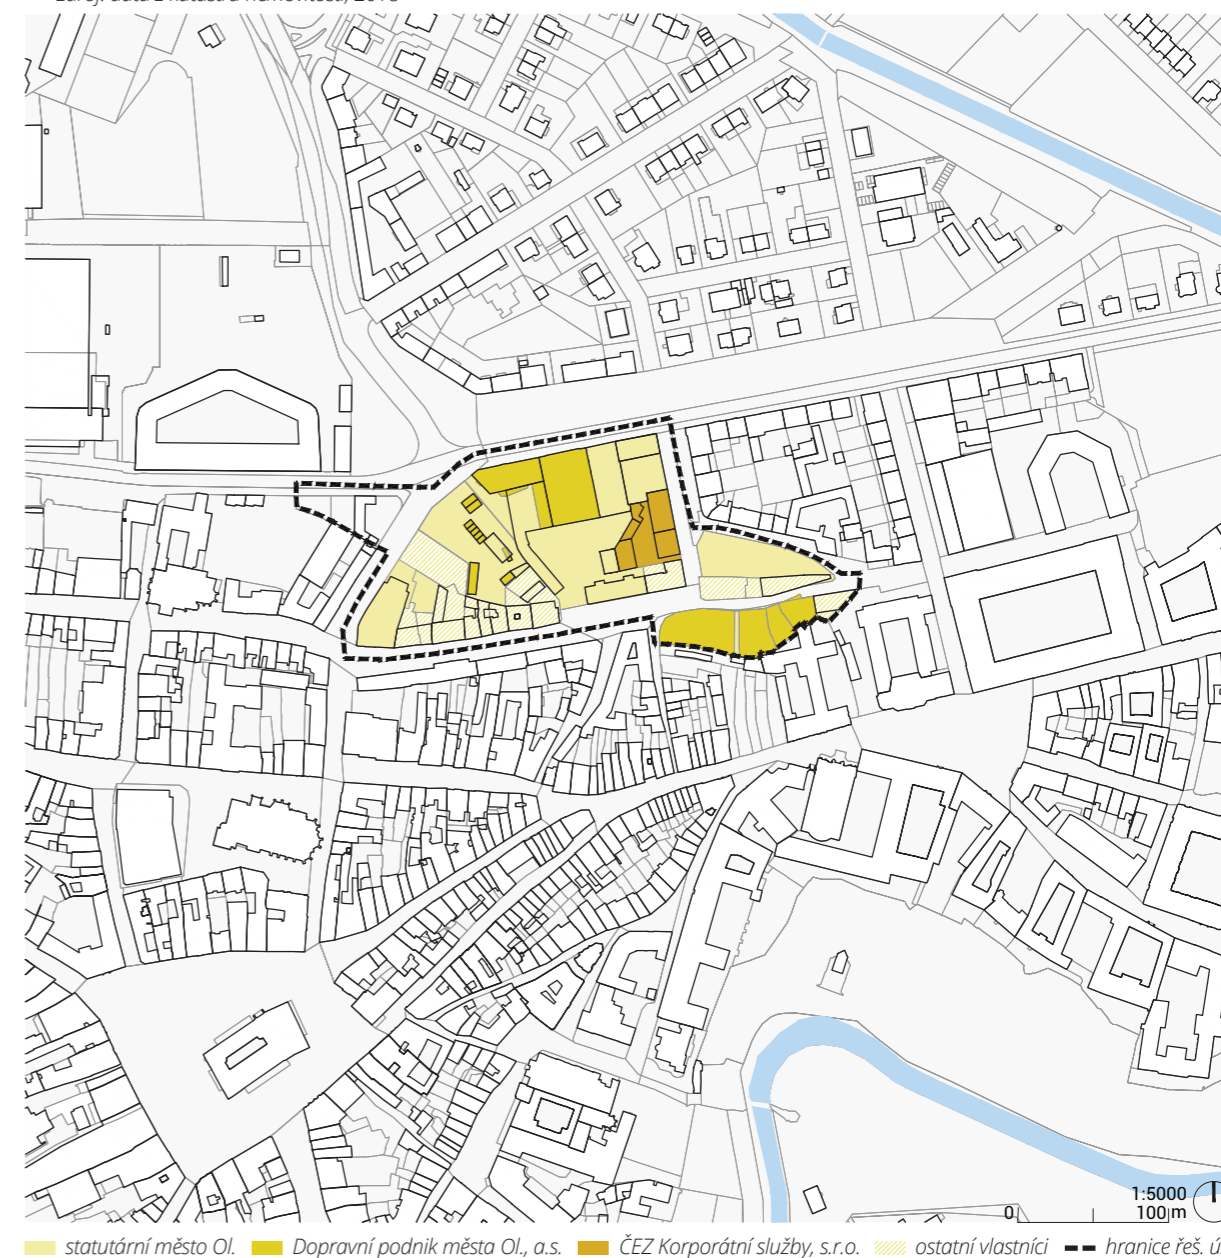 1:5000
0 100 m
statutární město Ol. Dopravní podnik města Ol., a.s. ČEZ Korporátní služby, s.r.o. ostatní vlastníci hranice řeš. ú